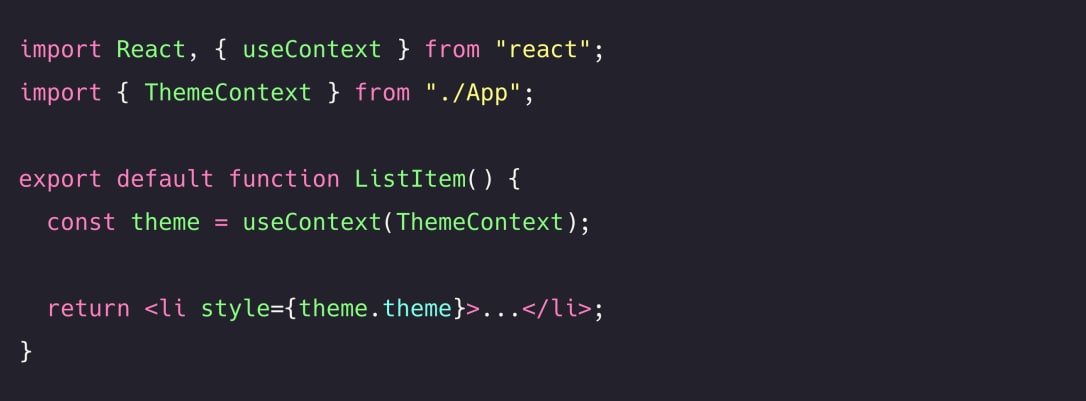 import React, { useContext } from "react";
import { ThemeContext } from "./App";

export default function ListItem() {
  const theme = useContext(ThemeContext);

  return <li style={theme.theme}>...</li>;
}